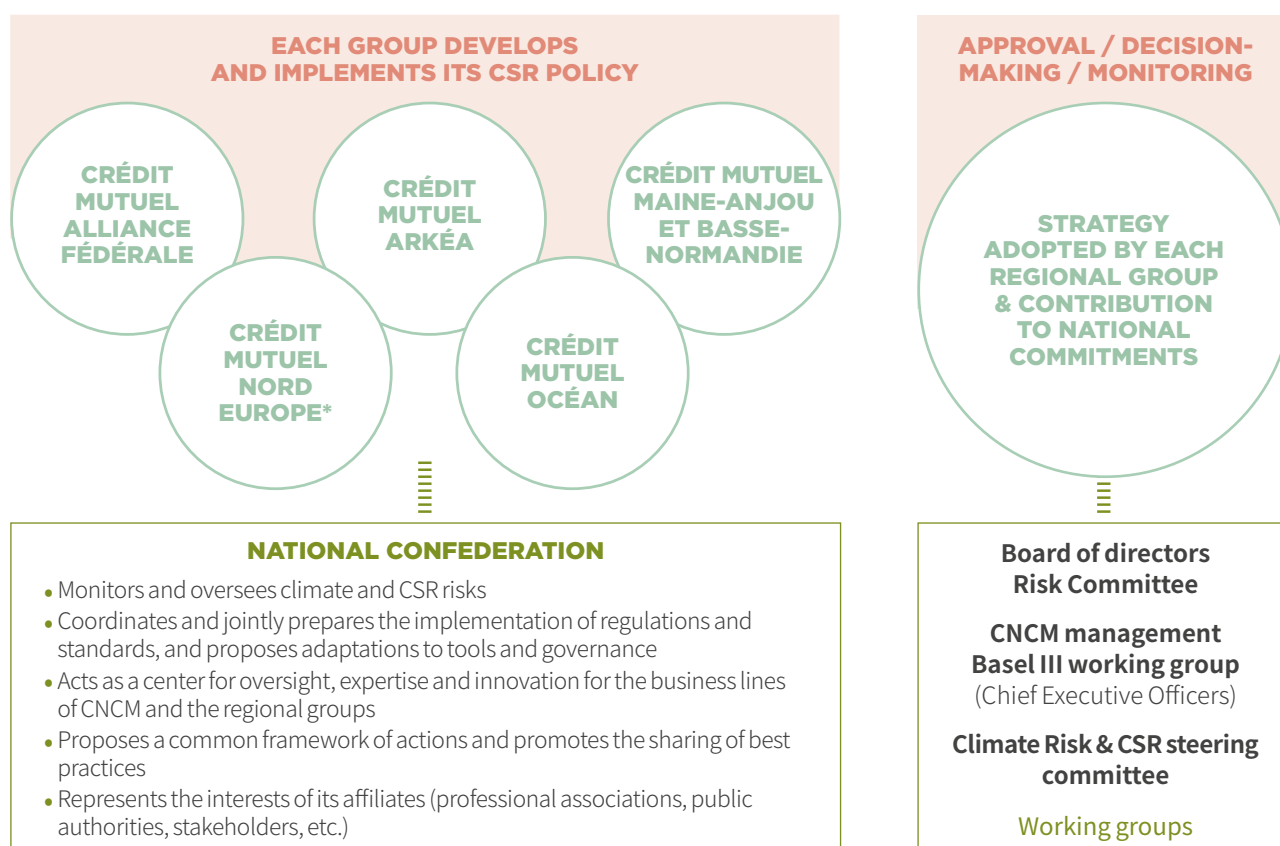 EACH GROUP DEVELOPS
AND IMPLEMENTS ITS CSR POLICY
CRÉDIT
MUTUEL
ALLIANCE
FÉDÉRALE
CRÉDIT
MUTUEL
ARKÉA
CRÉDIT MUTUEL
MAINE-ANJOU
ET BASSE-
NORMANDIE
CRÉDIT
MUTUEL
NORD
EUROPE*
CRÉDIT
MUTUEL
OCÉAN
NATIONAL CONFEDERATION
• Monitors and oversees climate and CSR risks
• Coordinates and jointly prepares the implementation of regulations and
standards, and proposes adaptations to tools and governance
• Acts as a center for oversight, expertise and innovation for the business lines
of CNCM and the regional groups
• Proposes a common framework of actions and promotes the sharing of best
practices
• Represents the interests of its affiliates (professional associations, public
authorities, stakeholders, etc.)
APPROVAL / DECISION-
MAKING / MONITORING
STRATEGY
ADOPTED BY EACH
REGIONAL GROUP
& CONTRIBUTION
TO NATIONAL
COMMITMENTS
Board of directors
Risk Committee
CNCM management
Basel III working group
(Chief Executive Officers)
Climate Risk & CSR steering
committee
Working groups